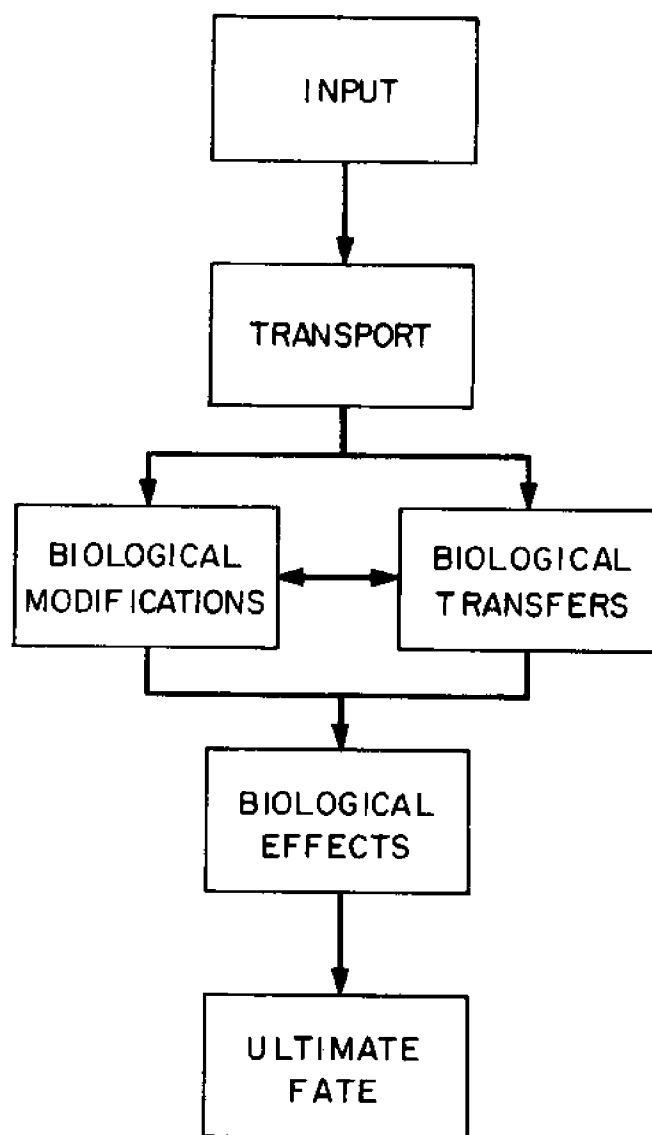 INPUT
TRANSPORT
BIOLOGICAL
MODIFICATIONS
BIOLOGICAL
TRANSFERS
BIOLOGICAL
EFFECTS
ULTIMATE
FATE